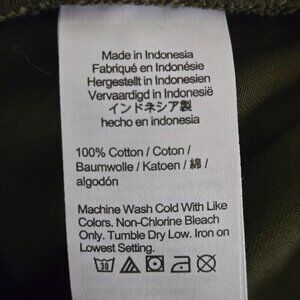 Made in Indonesia
Fabriqué en Indonésie
Hergestellt in Indonesien
Vervaardigd in Indonesië
インドネシア製
hecho en indonesia
100% Cotton / Coton /
Baumwolle / Katoen / 綿 /
algodón
Machine Wash Cold With Like
Colors. Non-Chlorine Bleach
Only. Tumble Dry Low. Iron on
Lowest Setting.
30